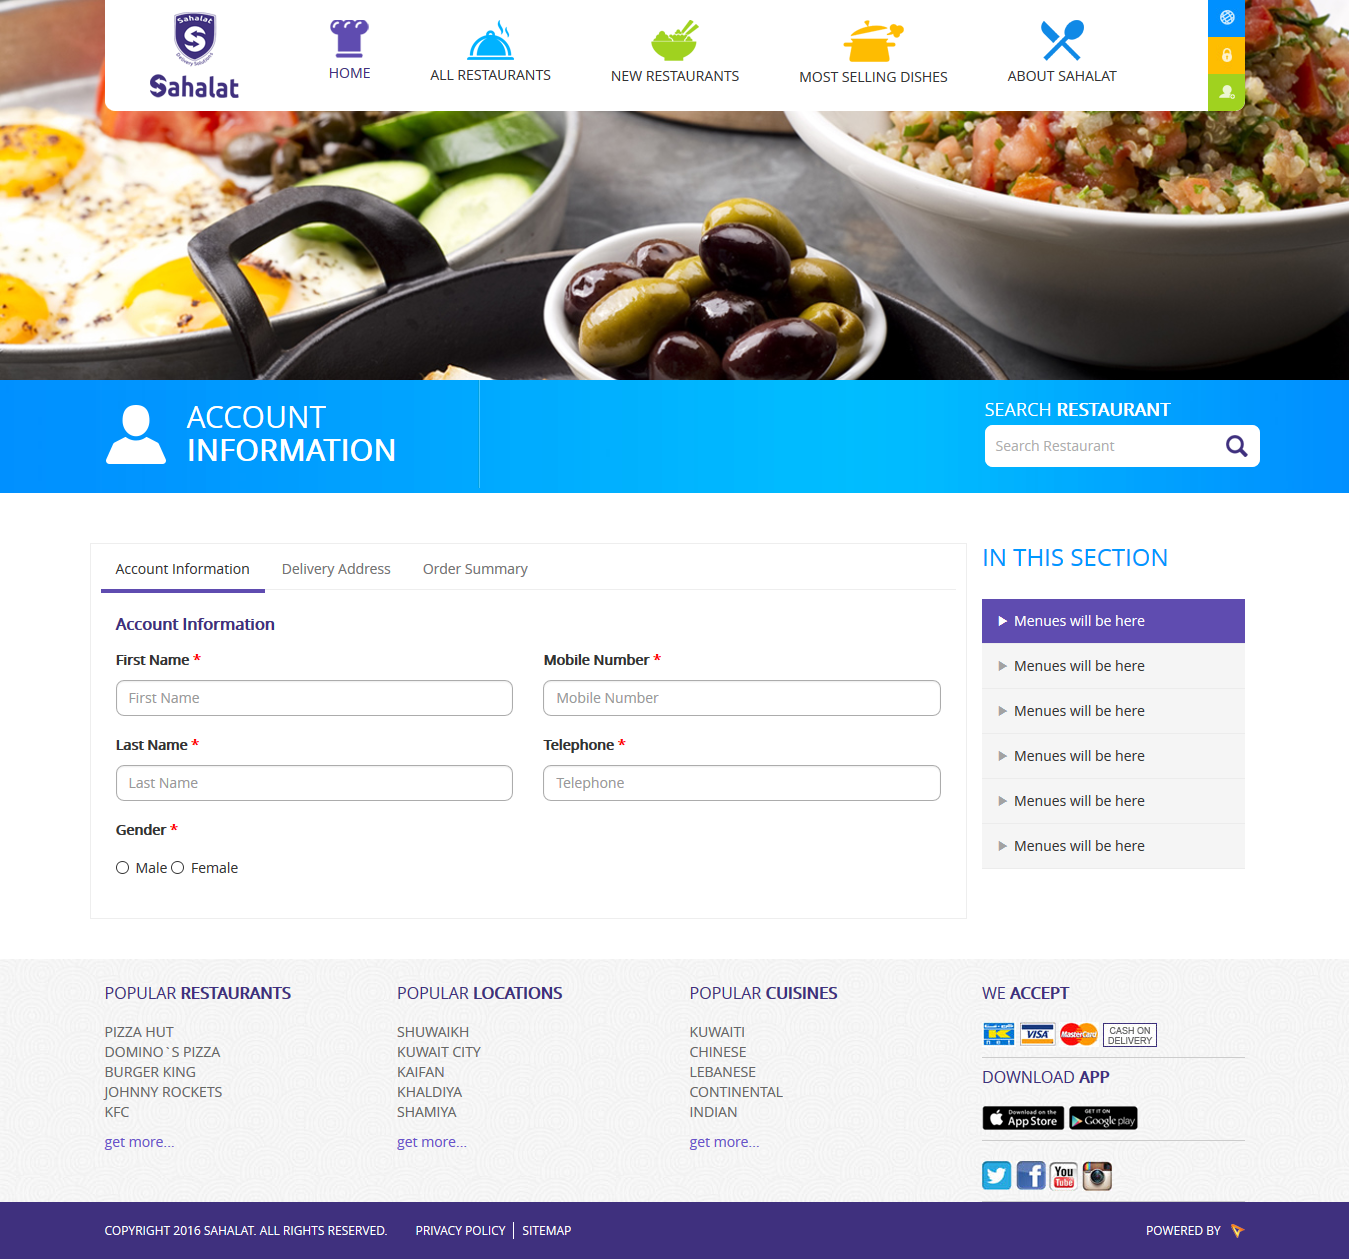 Sahalat
S
Delivery Solutions
Sahalat
HOME
ALL RESTAURANTS
NEW RESTAURANTS
MOST SELLING DISHES
ABOUT SAHALAT
ACCOUNT
INFORMATION
SEARCH RESTAURANT
Search Restaurant
Account Information
Delivery Address
Order Summary
IN THIS SECTION
Account Information
First Name *
Mobile Number *
First Name
Mobile Number
Last Name *
Telephone *
Last Name
Telephone
Gender *
Male
Female
Menues will be here
Menues will be here
Menues will be here
Menues will be here
Menues will be here
Menues will be here
POPULAR RESTAURANTS
PIZZA HUT
DOMINO`S PIZZA
BURGER KING
JOHNNY ROCKETS
KFC
get more...
POPULAR LOCATIONS
SHUWAIKH
KUWAIT CITY
KAIFAN
KHALDIYA
SHAMIYA
get more...
POPULAR CUISINES
KUWAITI
CHINESE
LEBANESE
CONTINENTAL
INDIAN
get more...
WE ACCEPT
K
net
VISA
MasterCard
CASH ON
DELIVERY
DOWNLOAD APP
Download on the
App Store
GET IT ON
Google play
You
Tube
COPYRIGHT 2016 SAHALAT. ALL RIGHTS RESERVED.
PRIVACY POLICY
SITEMAP
POWERED BY